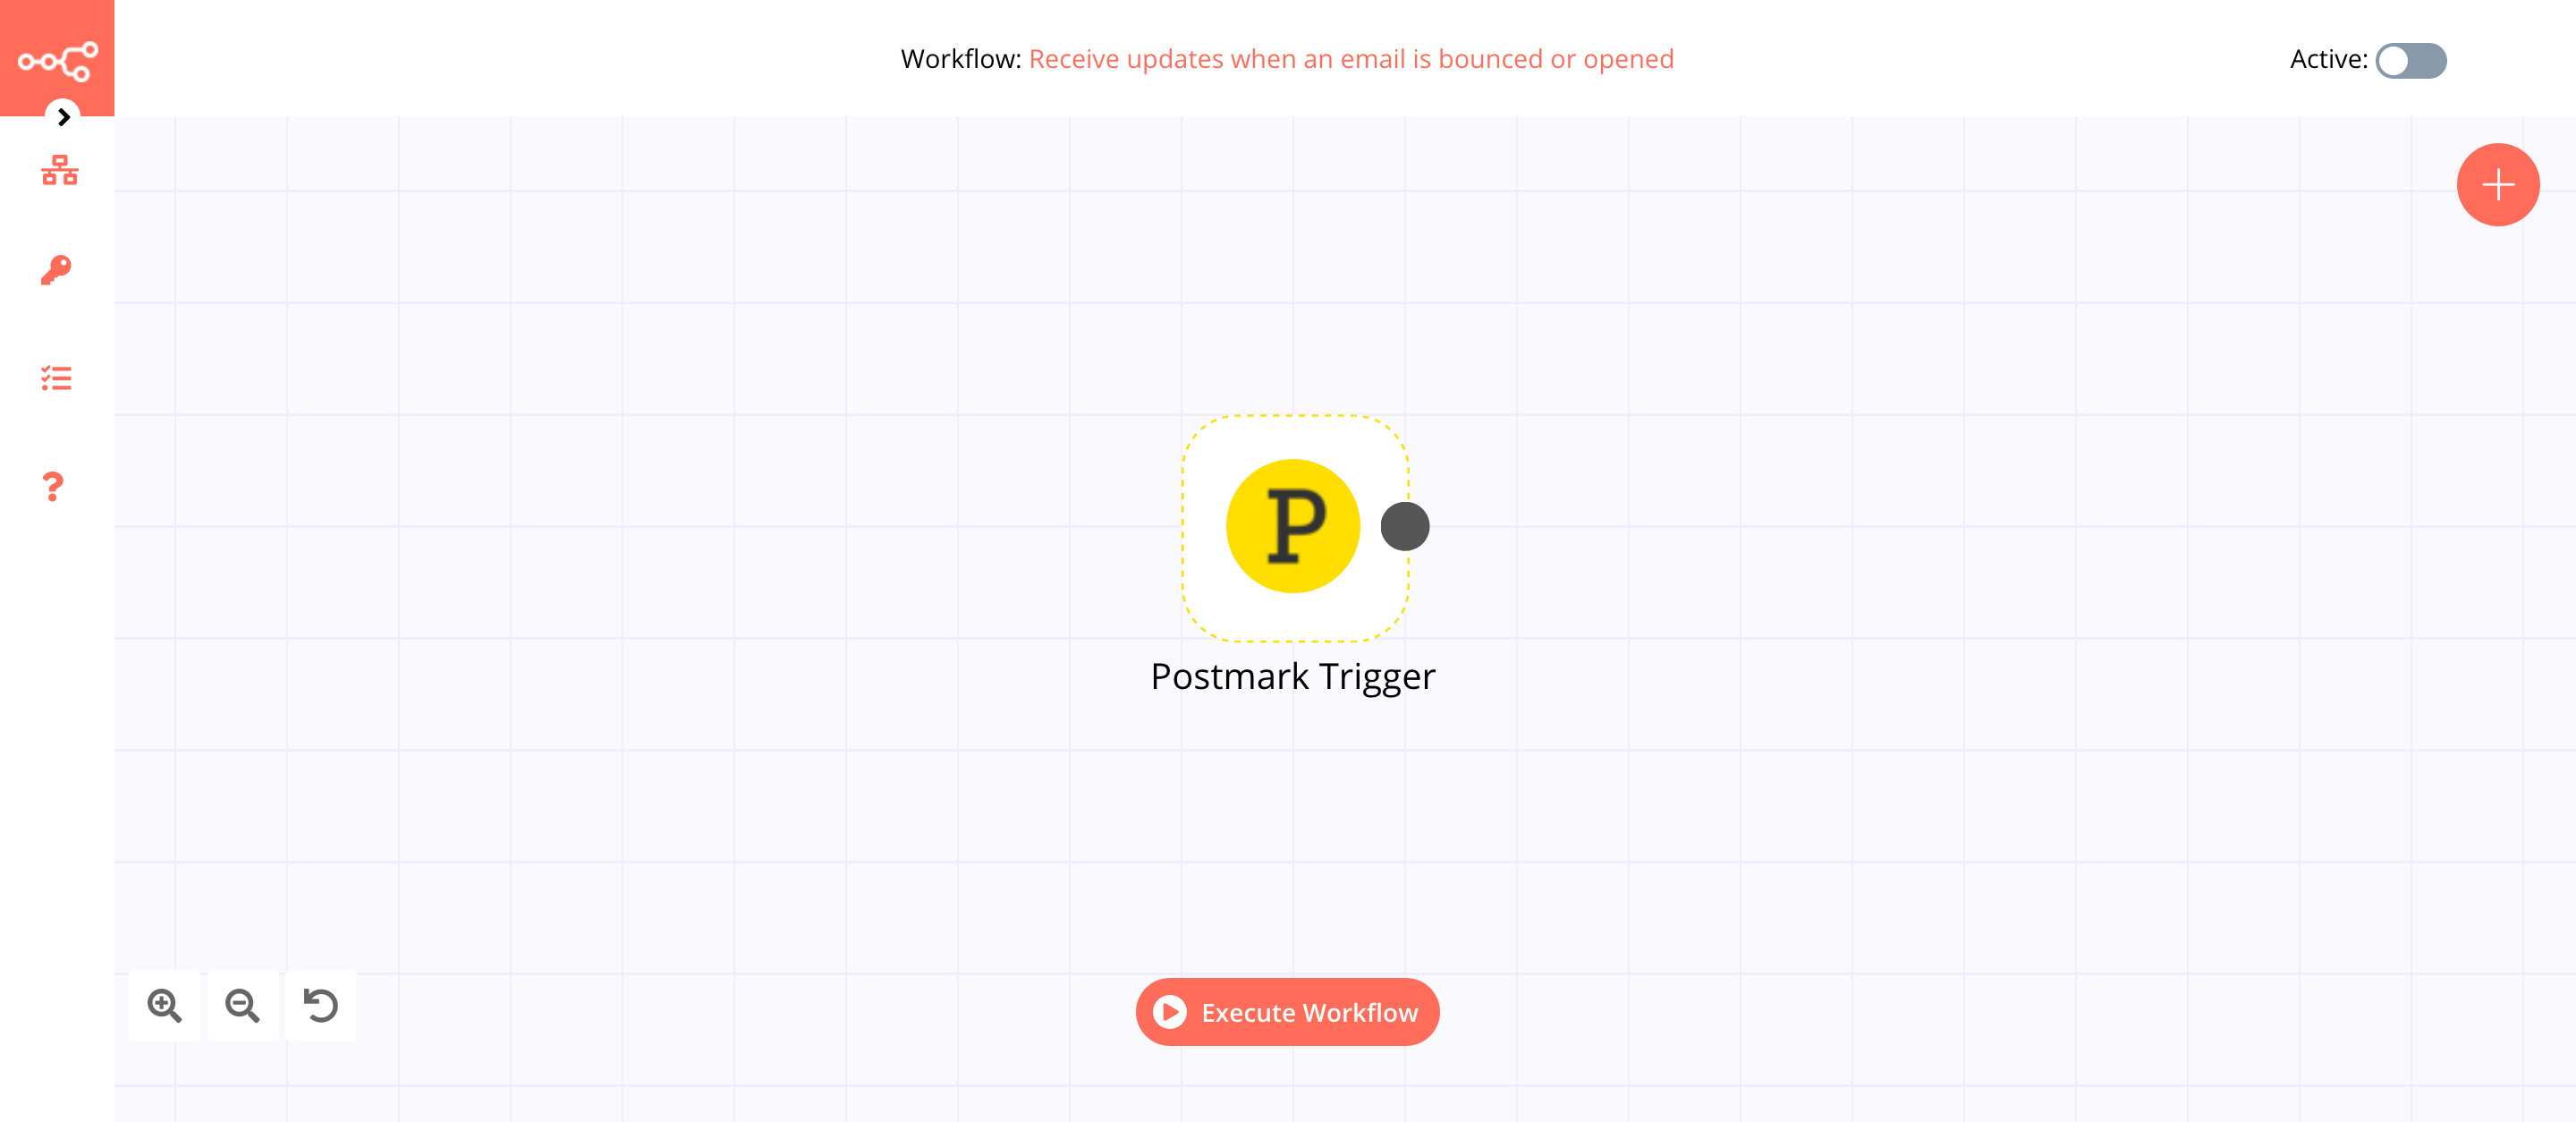 Workflow: Receive updates when an email is bounced or opened
Active:
P
Postmark Trigger
Execute Workflow